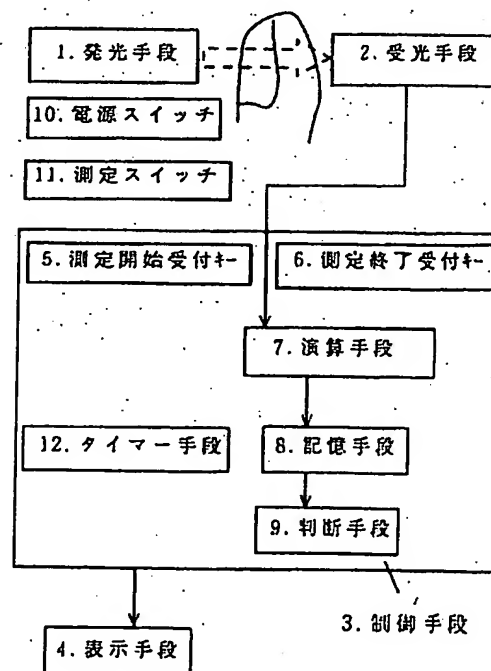 1. 発光手段
2. 受光手段
10. 電源スイッチ
11. 測定スイッチ
5. 測定開始受付キー
6. 測定終了受付キー
7. 演算手段
12. タイマー手段
8. 記憶手段
9. 判断手段
3. 制御手段
4. 表示手段